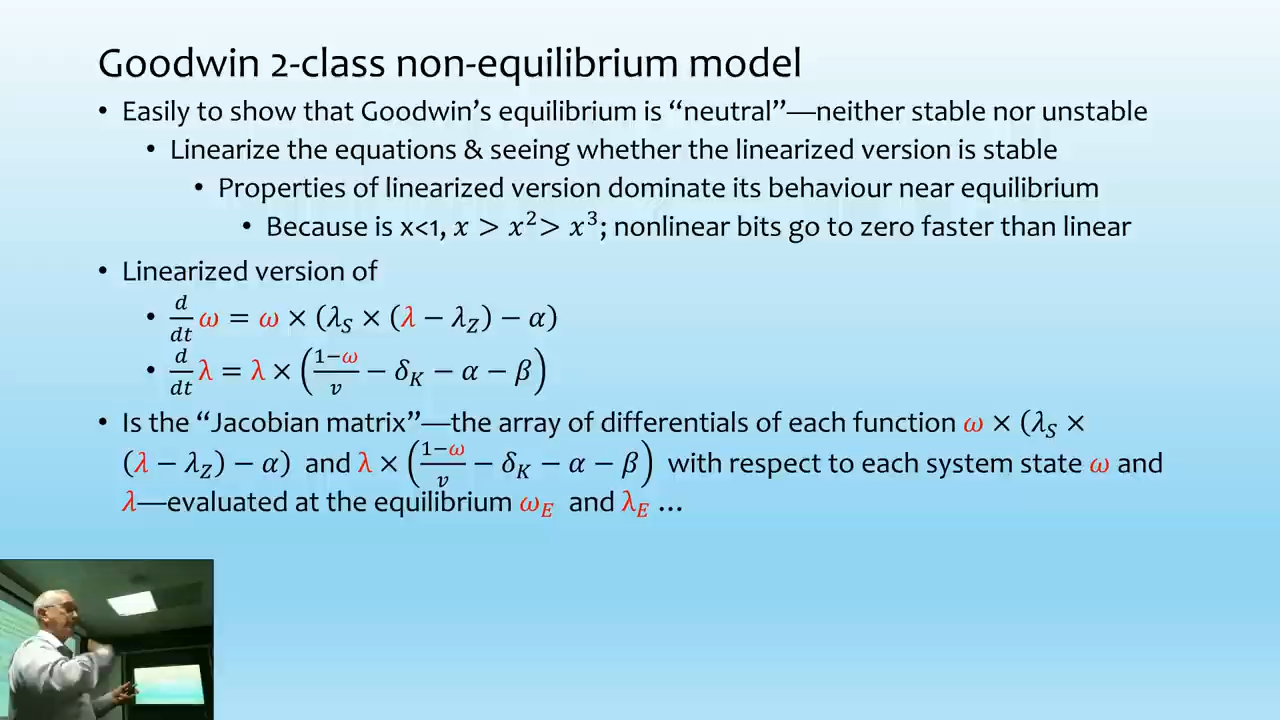 Goodwin 2-class non-equilibrium model
• Easily to show that Goodwin's equilibrium is “neutral”—neither stable nor unstable
• Linearize the equations & seeing whether the linearized version is stable
• Properties of linearized version dominate its behaviour near equilibrium
• Because is x<1, 𝑥 > 𝑥²> 𝑥³; nonlinear bits go to zero faster than linear
• Linearized version of
• d/dt ω = ω × (λ_S × (λ − λ_Z) − α)
• d/dt λ = λ × ((1−ω)/v − δ_K − α − β)
• Is the “Jacobian matrix”—the array of differentials of each function ω × (λ_S ×
(λ − λ_Z) − α) and λ × ((1−ω)/v − δ_K − α − β) with respect to each system state ω and
λ—evaluated at the equilibrium ω_E and λ_E …